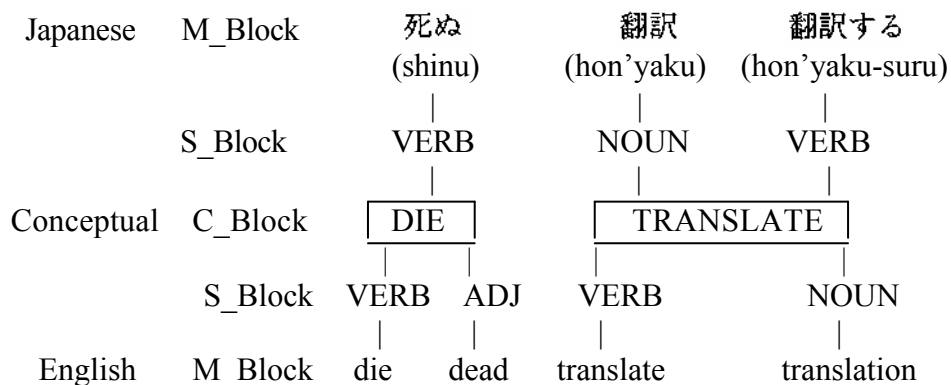 Japanese M_Block 死ぬ 翻訳 翻訳する
(shinu) (hon'yaku) (hon'yaku-suru)
S_Block VERB NOUN VERB
Conceptual C_Block DIE TRANSLATE
S_Block VERB ADJ VERB NOUN
English M_Block die dead translate translation